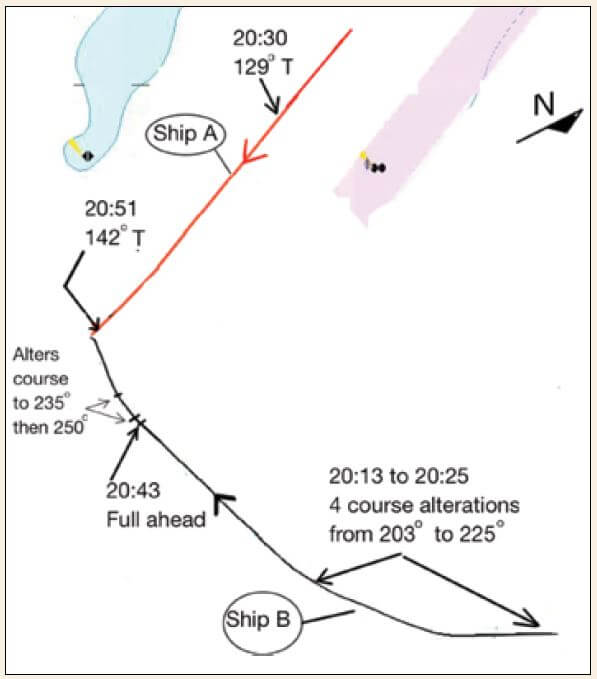 20:30
129° T
N
Ship A
20:51
142° T
Alters
course
to 235°
then 250°
20:43
Full ahead
20:13 to 20:25
4 course alterations
from 203° to 225°
Ship B